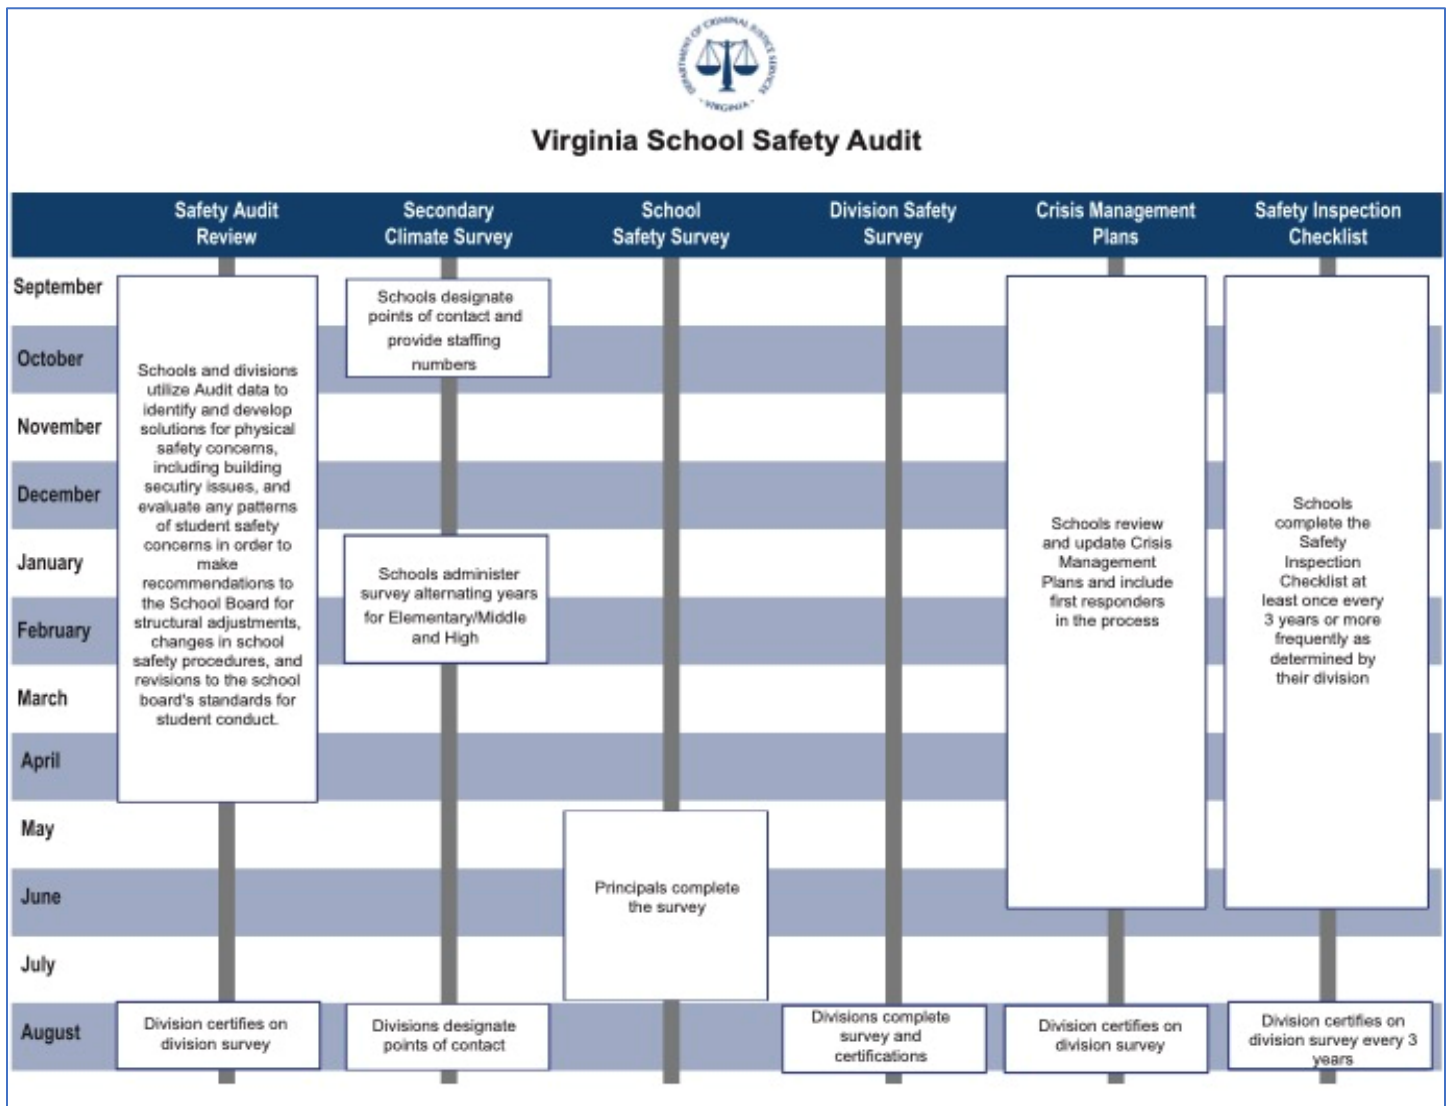 DEPARTMENT OF CRIMINAL JUSTICE SERVICES
- VIRGINIA -
Virginia School Safety Audit
Safety Audit
Review
Secondary
Climate Survey
School
Safety Survey
Division Safety
Survey
Crisis Management
Plans
Safety Inspection
Checklist
September
October
November
December
January
February
March
April
May
June
July
August
Schools and divisions
utilize Audit data to
identify and develop
solutions for physical
safety concerns,
including building
secutiry issues, and
evaluate any patterns
of student safety
concerns in order to
make
recommendations to
the School Board for
structural adjustments,
changes in school
safety procedures, and
revisions to the school
board's standards for
student conduct.
Division certifies on
division survey
Schools designate
points of contact and
provide staffing
numbers
Schools administer
survey alternating years
for Elementary/Middle
and High
Divisions designate
points of contact
Principals complete
the survey
Divisions complete
survey and
certifications
Schools review
and update Crisis
Management
Plans and include
first responders
in the process
Division certifies on
division survey
Schools
complete the
Safety
Inspection
Checklist at
least once every
3 years or more
frequently as
determined by
their division
Division certifies on
division survey every 3
years